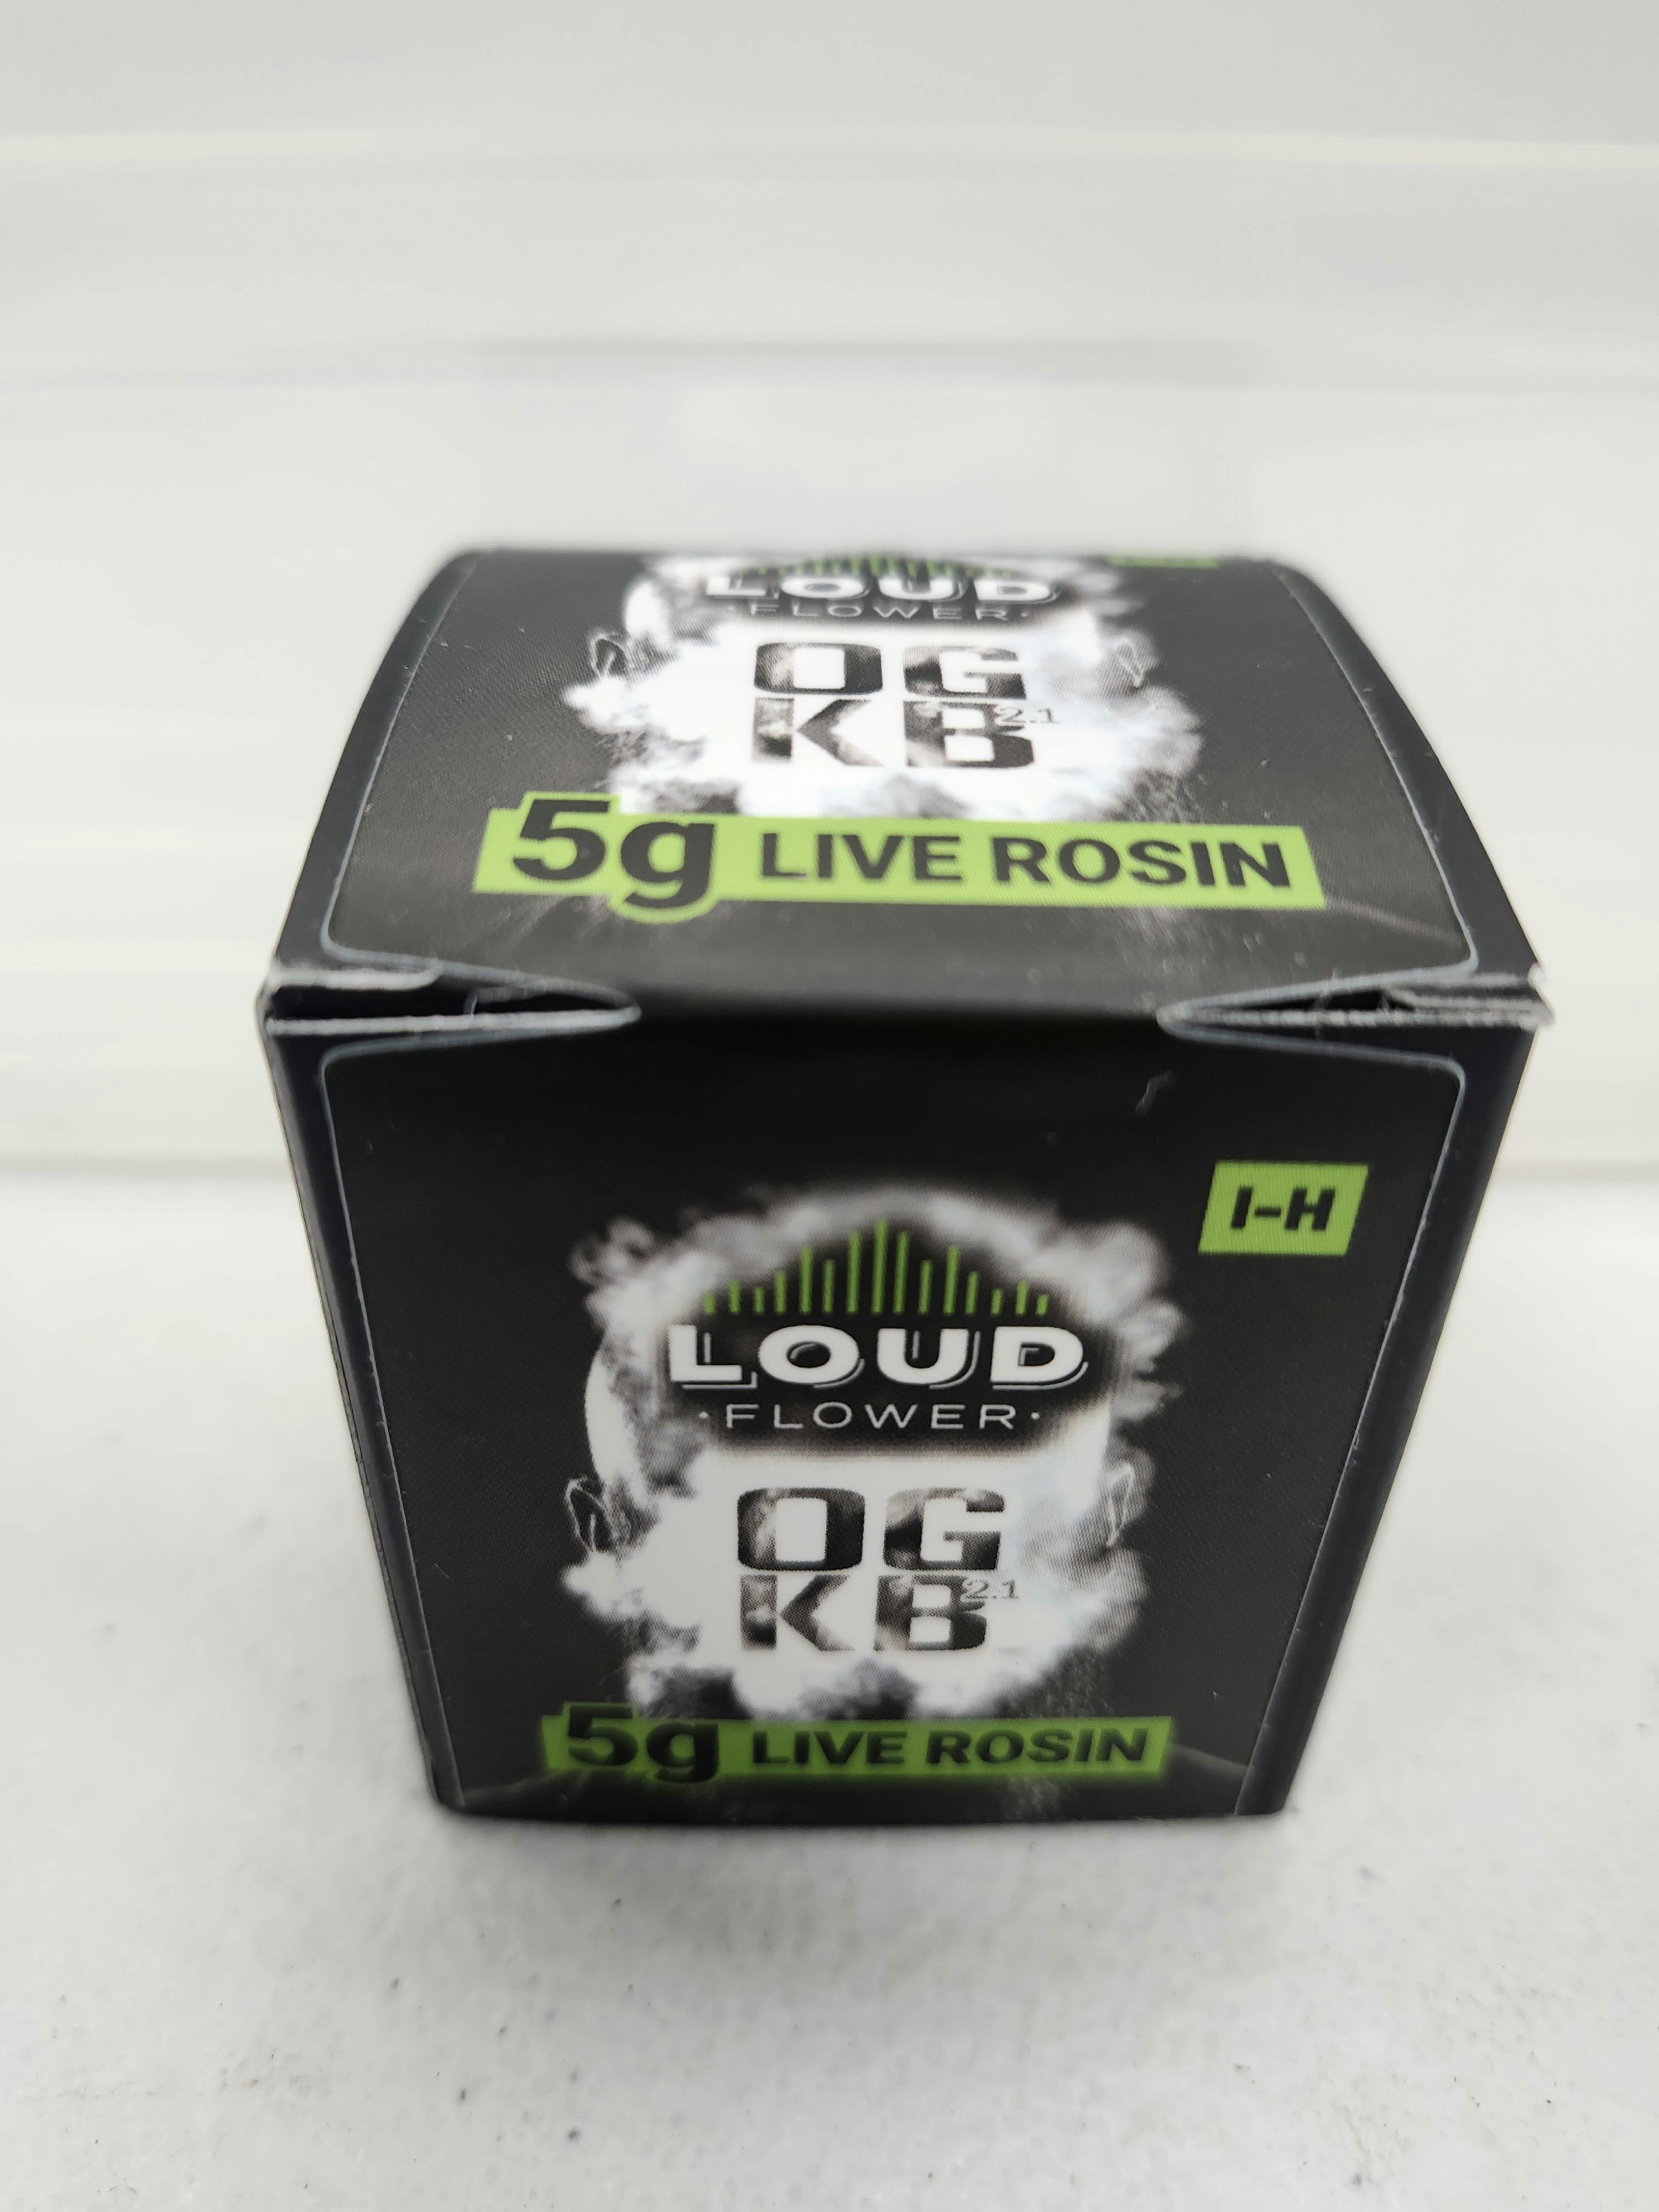 LOUD
·FLOWER·
OG
KB 2.1
5g LIVE ROSIN
I-H
LOUD
·FLOWER·
OG
KB 2.1
5g LIVE ROSIN